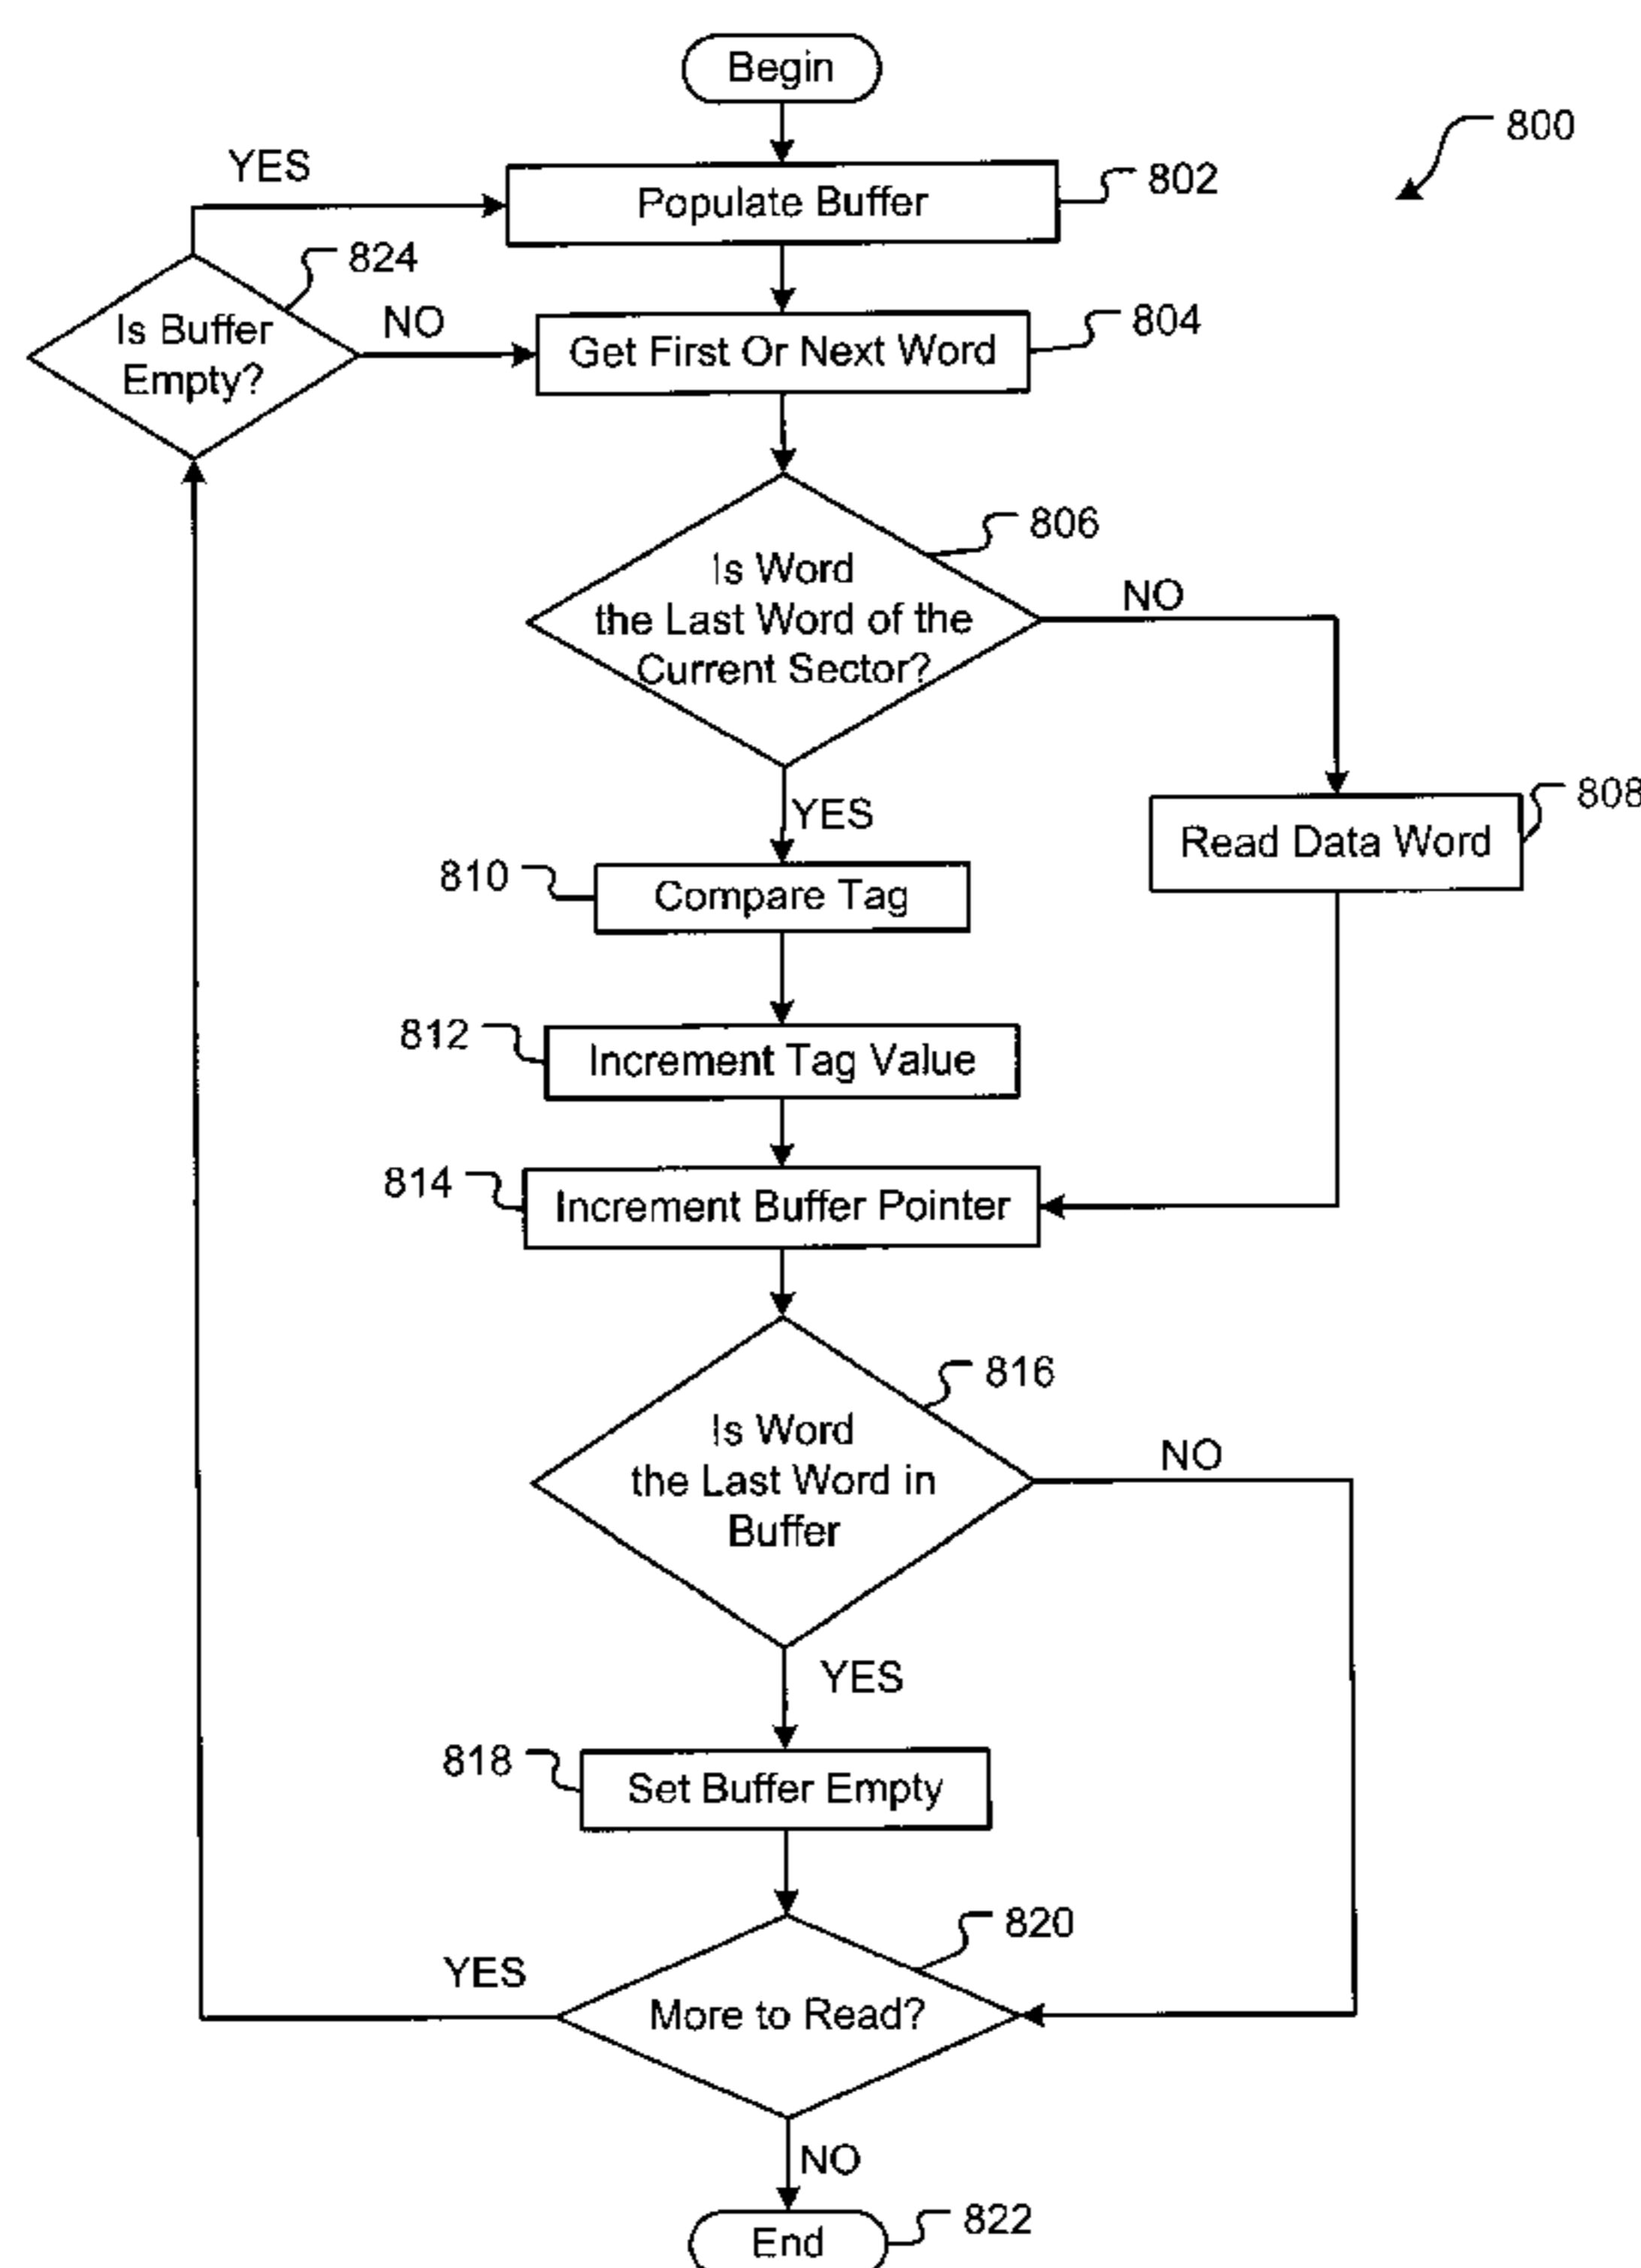 Begin
800
YES
Populate Buffer
802
824
Is Buffer
Empty?
NO
Get First Or Next Word
804
806
Is Word
the Last Word of the
Current Sector?
NO
YES
808
Read Data Word
810
Compare Tag
812
Increment Tag Value
814
Increment Buffer Pointer
816
Is Word
the Last Word in
Buffer
NO
YES
818
Set Buffer Empty
820
YES
More to Read?
NO
End
822